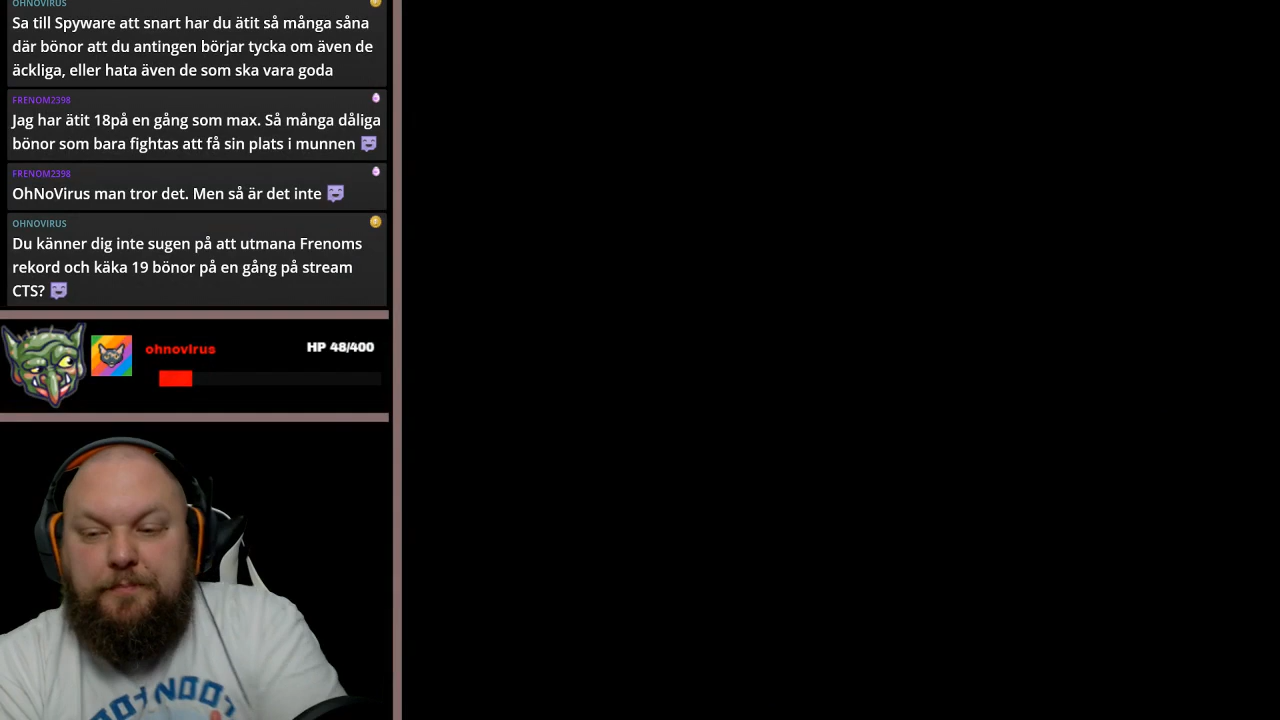 OHNOVIRUS
Sa till Spyware att snart har du ätit så många såna
där bönor att du antingen börjar tycka om även de
äckliga, eller hata även de som ska vara goda
FRENOM2398
Jag har ätit 18på en gång som max. Så många dåliga
bönor som bara fightas att få sin plats i munnen
FRENOM2398
OhNoVirus man tror det. Men så är det inte
OHNOVIRUS
Du känner dig inte sugen på att utmana Frenoms
rekord och käka 19 bönor på en gång på stream
CTS?
ohnovirus
HP 48/400
NOOT NOOT